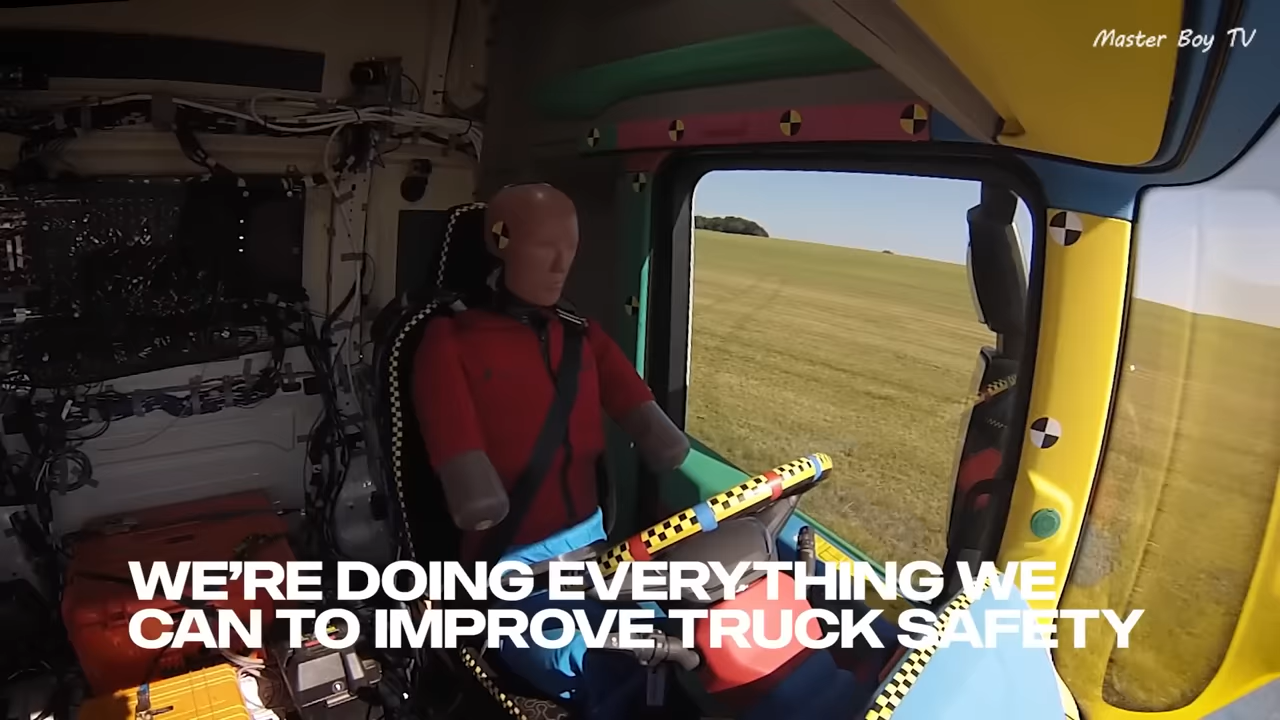 Master Boy TV
WE’RE DOING EVERYTHING WE
CAN TO IMPROVE TRUCK SAFETY